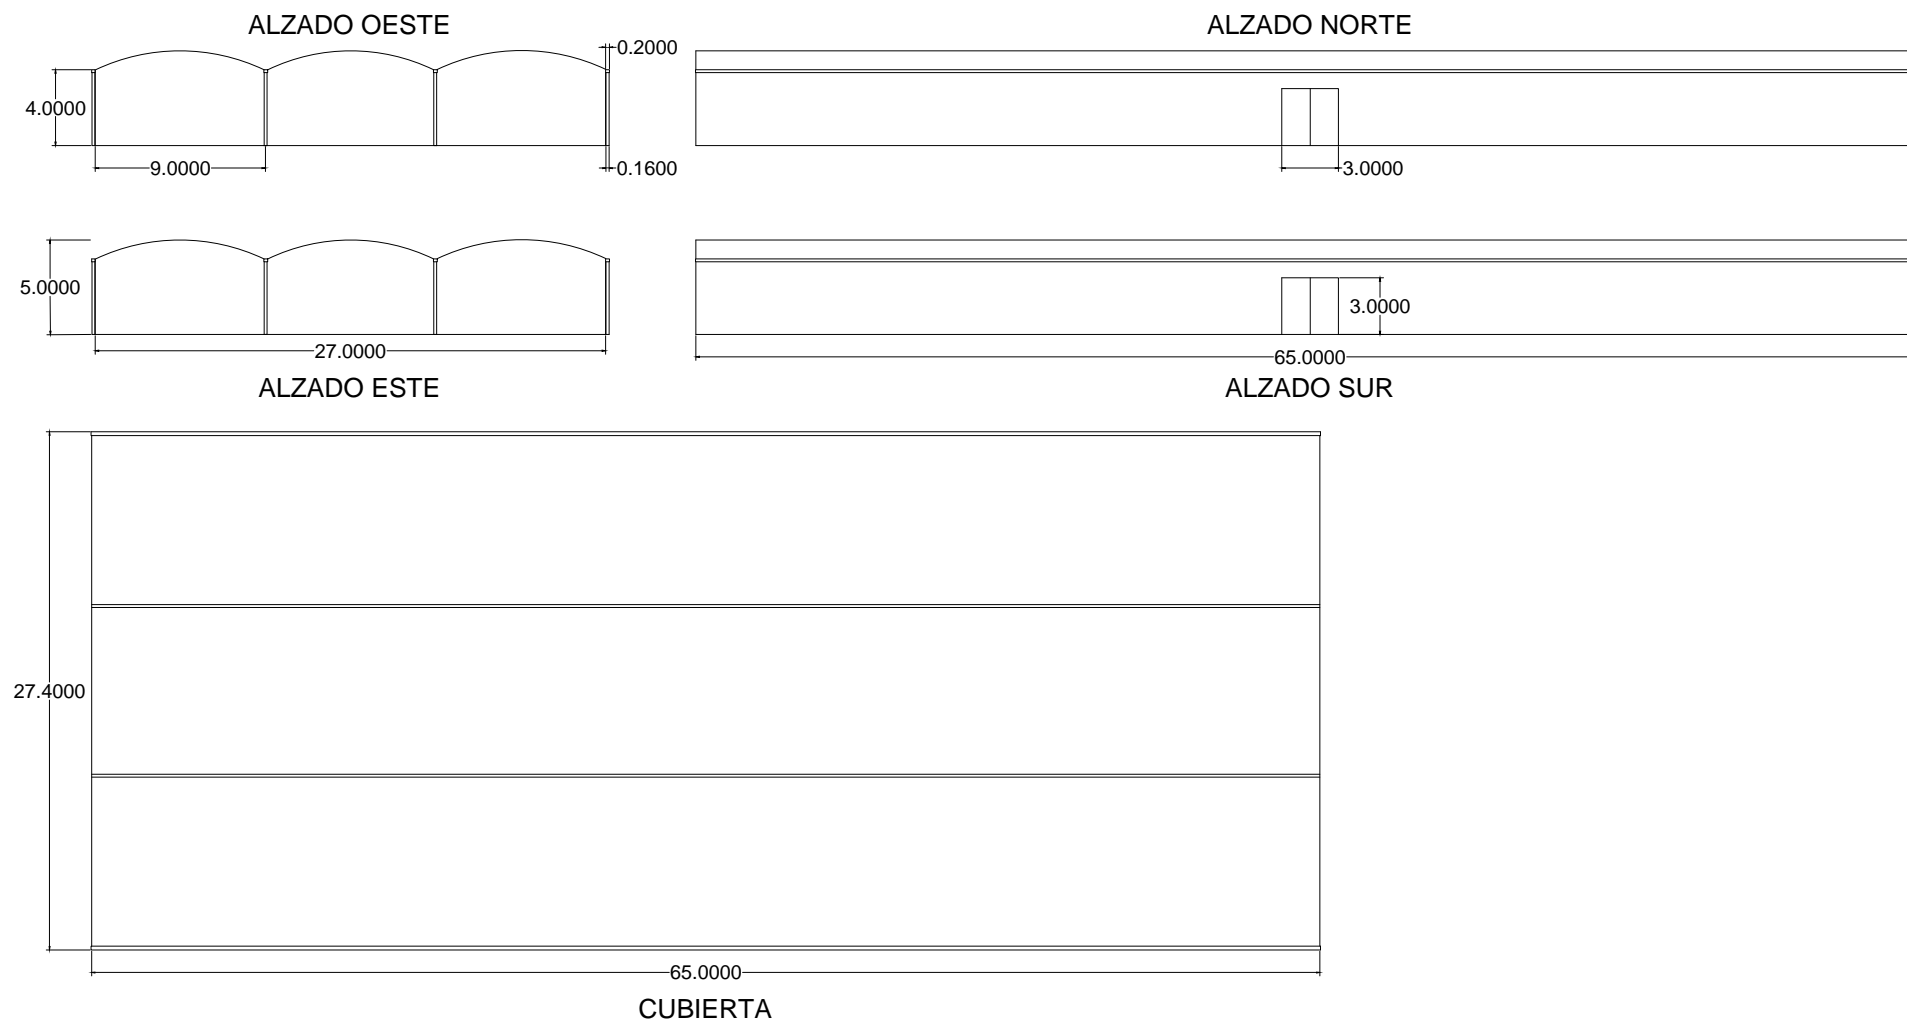 ALZADO OESTE
ALZADO NORTE
0.2000
4.0000
9.0000
0.1600
3.0000
5.0000
3.0000
27.0000
65.0000
ALZADO ESTE
ALZADO SUR
27.4000
65.0000
CUBIERTA